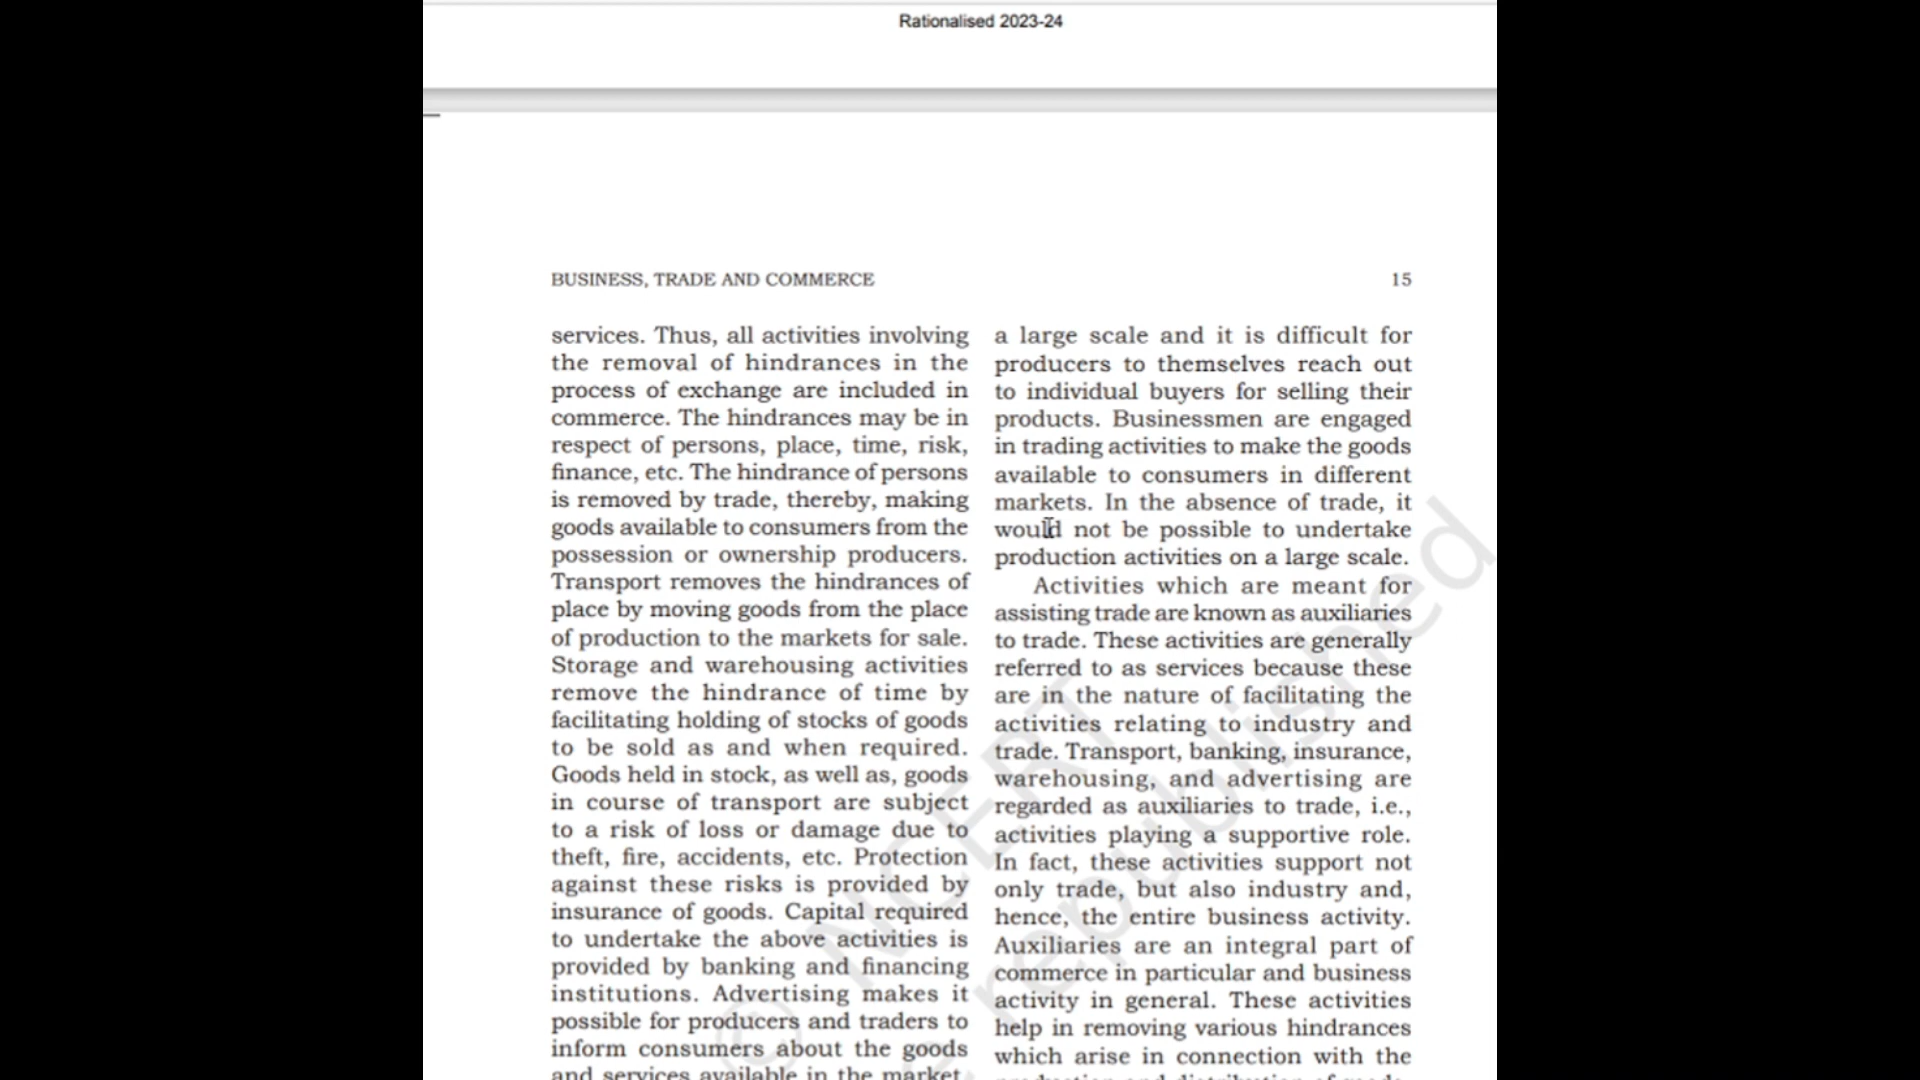 Rationalised 2023-24
BUSINESS, TRADE AND COMMERCE 15
services. Thus, all activities involving
the removal of hindrances in the
process of exchange are included in
commerce. The hindrances may be in
respect of persons, place, time, risk,
finance, etc. The hindrance of persons
is removed by trade, thereby, making
goods available to consumers from the
possession or ownership producers.
Transport removes the hindrances of
place by moving goods from the place
of production to the markets for sale.
Storage and warehousing activities
remove the hindrance of time by
facilitating holding of stocks of goods
to be sold as and when required.
Goods held in stock, as well as, goods
in course of transport are subject
to a risk of loss or damage due to
theft, fire, accidents, etc. Protection
against these risks is provided by
insurance of goods. Capital required
to undertake the above activities is
provided by banking and financing
institutions. Advertising makes it
possible for producers and traders to
inform consumers about the goods
and services available in the market.
a large scale and it is difficult for
producers to themselves reach out
to individual buyers for selling their
products. Businessmen are engaged
in trading activities to make the goods
available to consumers in different
markets. In the absence of trade, it
would not be possible to undertake
production activities on a large scale.
Activities which are meant for
assisting trade are known as auxiliaries
to trade. These activities are generally
referred to as services because these
are in the nature of facilitating the
activities relating to industry and
trade. Transport, banking, insurance,
warehousing, and advertising are
regarded as auxiliaries to trade, i.e.,
activities playing a supportive role.
In fact, these activities support not
only trade, but also industry and,
hence, the entire business activity.
Auxiliaries are an integral part of
commerce in particular and business
activity in general. These activities
help in removing various hindrances
which arise in connection with the
© NCERT
republished